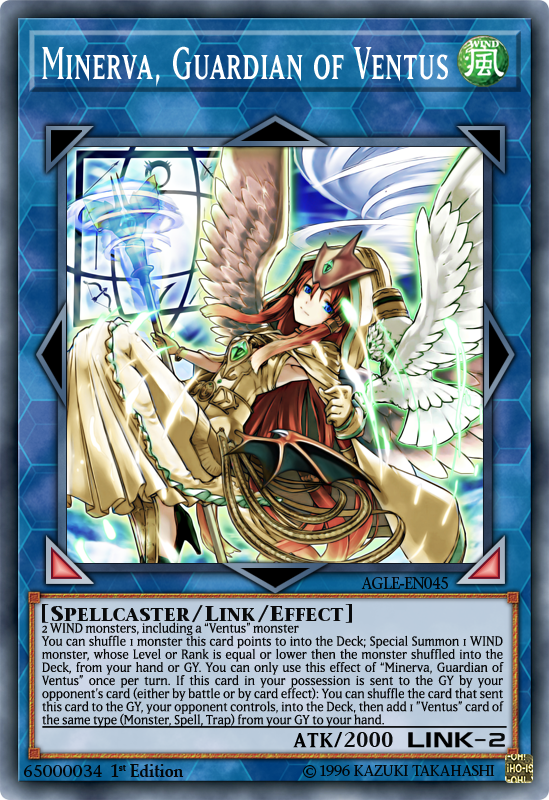 MINERVA, GUARDIAN OF VENTUS
WIND
風
AGLE-EN045
[SPELLCASTER/LINK/EFFECT]
2 WIND monsters, including a "Ventus" monster
You can shuffle 1 monster this card points to into the Deck; Special Summon 1 WIND
monster, whose Level or Rank is equal or lower then the monster shuffled into the
Deck, from your hand or GY. You can only use this effect of "Minerva, Guardian of
Ventus" once per turn. If this card in your possession is sent to the GY by your
opponent's card (either by battle or by card effect): You can shuffle the card that sent
this card to the GY, your opponent controls, into the Deck, then add 1 "Ventus" card of
the same type (Monster, Spell, Trap) from your GY to your hand.
ATK/2000 LINK-2
65000034 1st Edition © 1996 KAZUKI TAKAHASHI